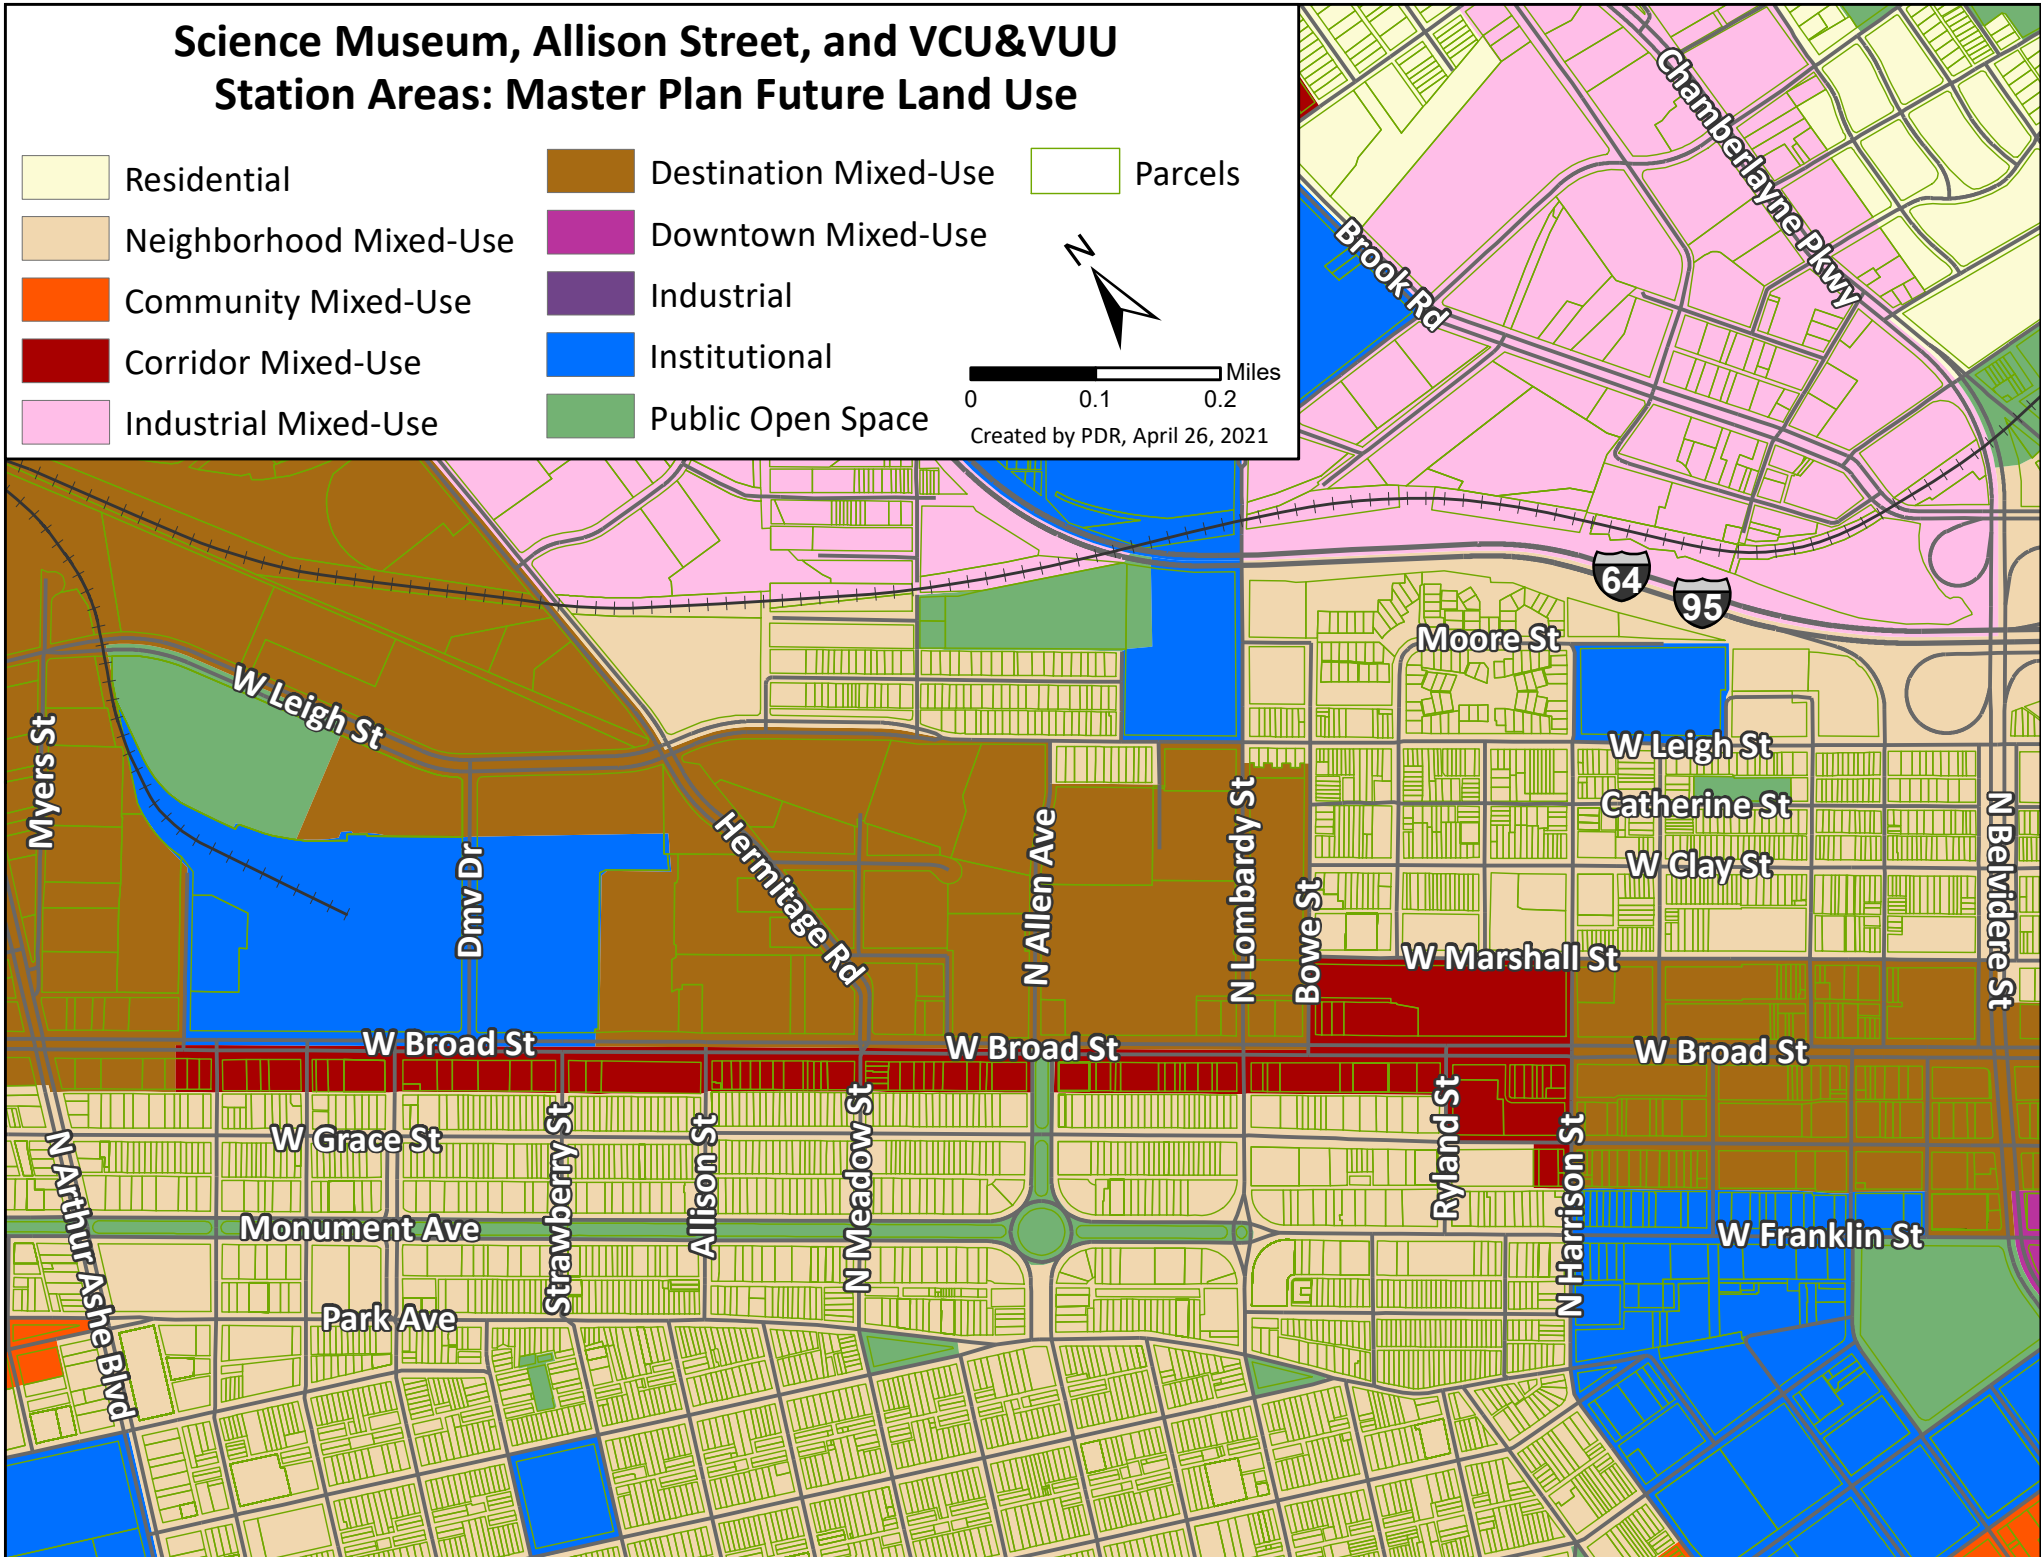 Science Museum, Allison Street, and VCU&VUU
Station Areas: Master Plan Future Land Use
Residential
Neighborhood Mixed-Use
Community Mixed-Use
Corridor Mixed-Use
Industrial Mixed-Use
Destination Mixed-Use
Downtown Mixed-Use
Industrial
Institutional
Public Open Space
Parcels
N
Miles
0 0.1 0.2
Created by PDR, April 26, 2021
Chamberlayne Pkwy
Brook Rd
64
95
Moore St
W Leigh St
Myers St
W Leigh St
Catherine St
W Clay St
N Belvidere St
Hermitage Rd
Dmv Dr
N Allen Ave
N Lombardy St
Bowe St
W Marshall St
W Broad St
W Broad St
W Broad St
W Grace St
N Arthur Ashe Blvd
Strawberry St
Allison St
N Meadow St
Ryland St
N Harrison St
Monument Ave
W Franklin St
Park Ave